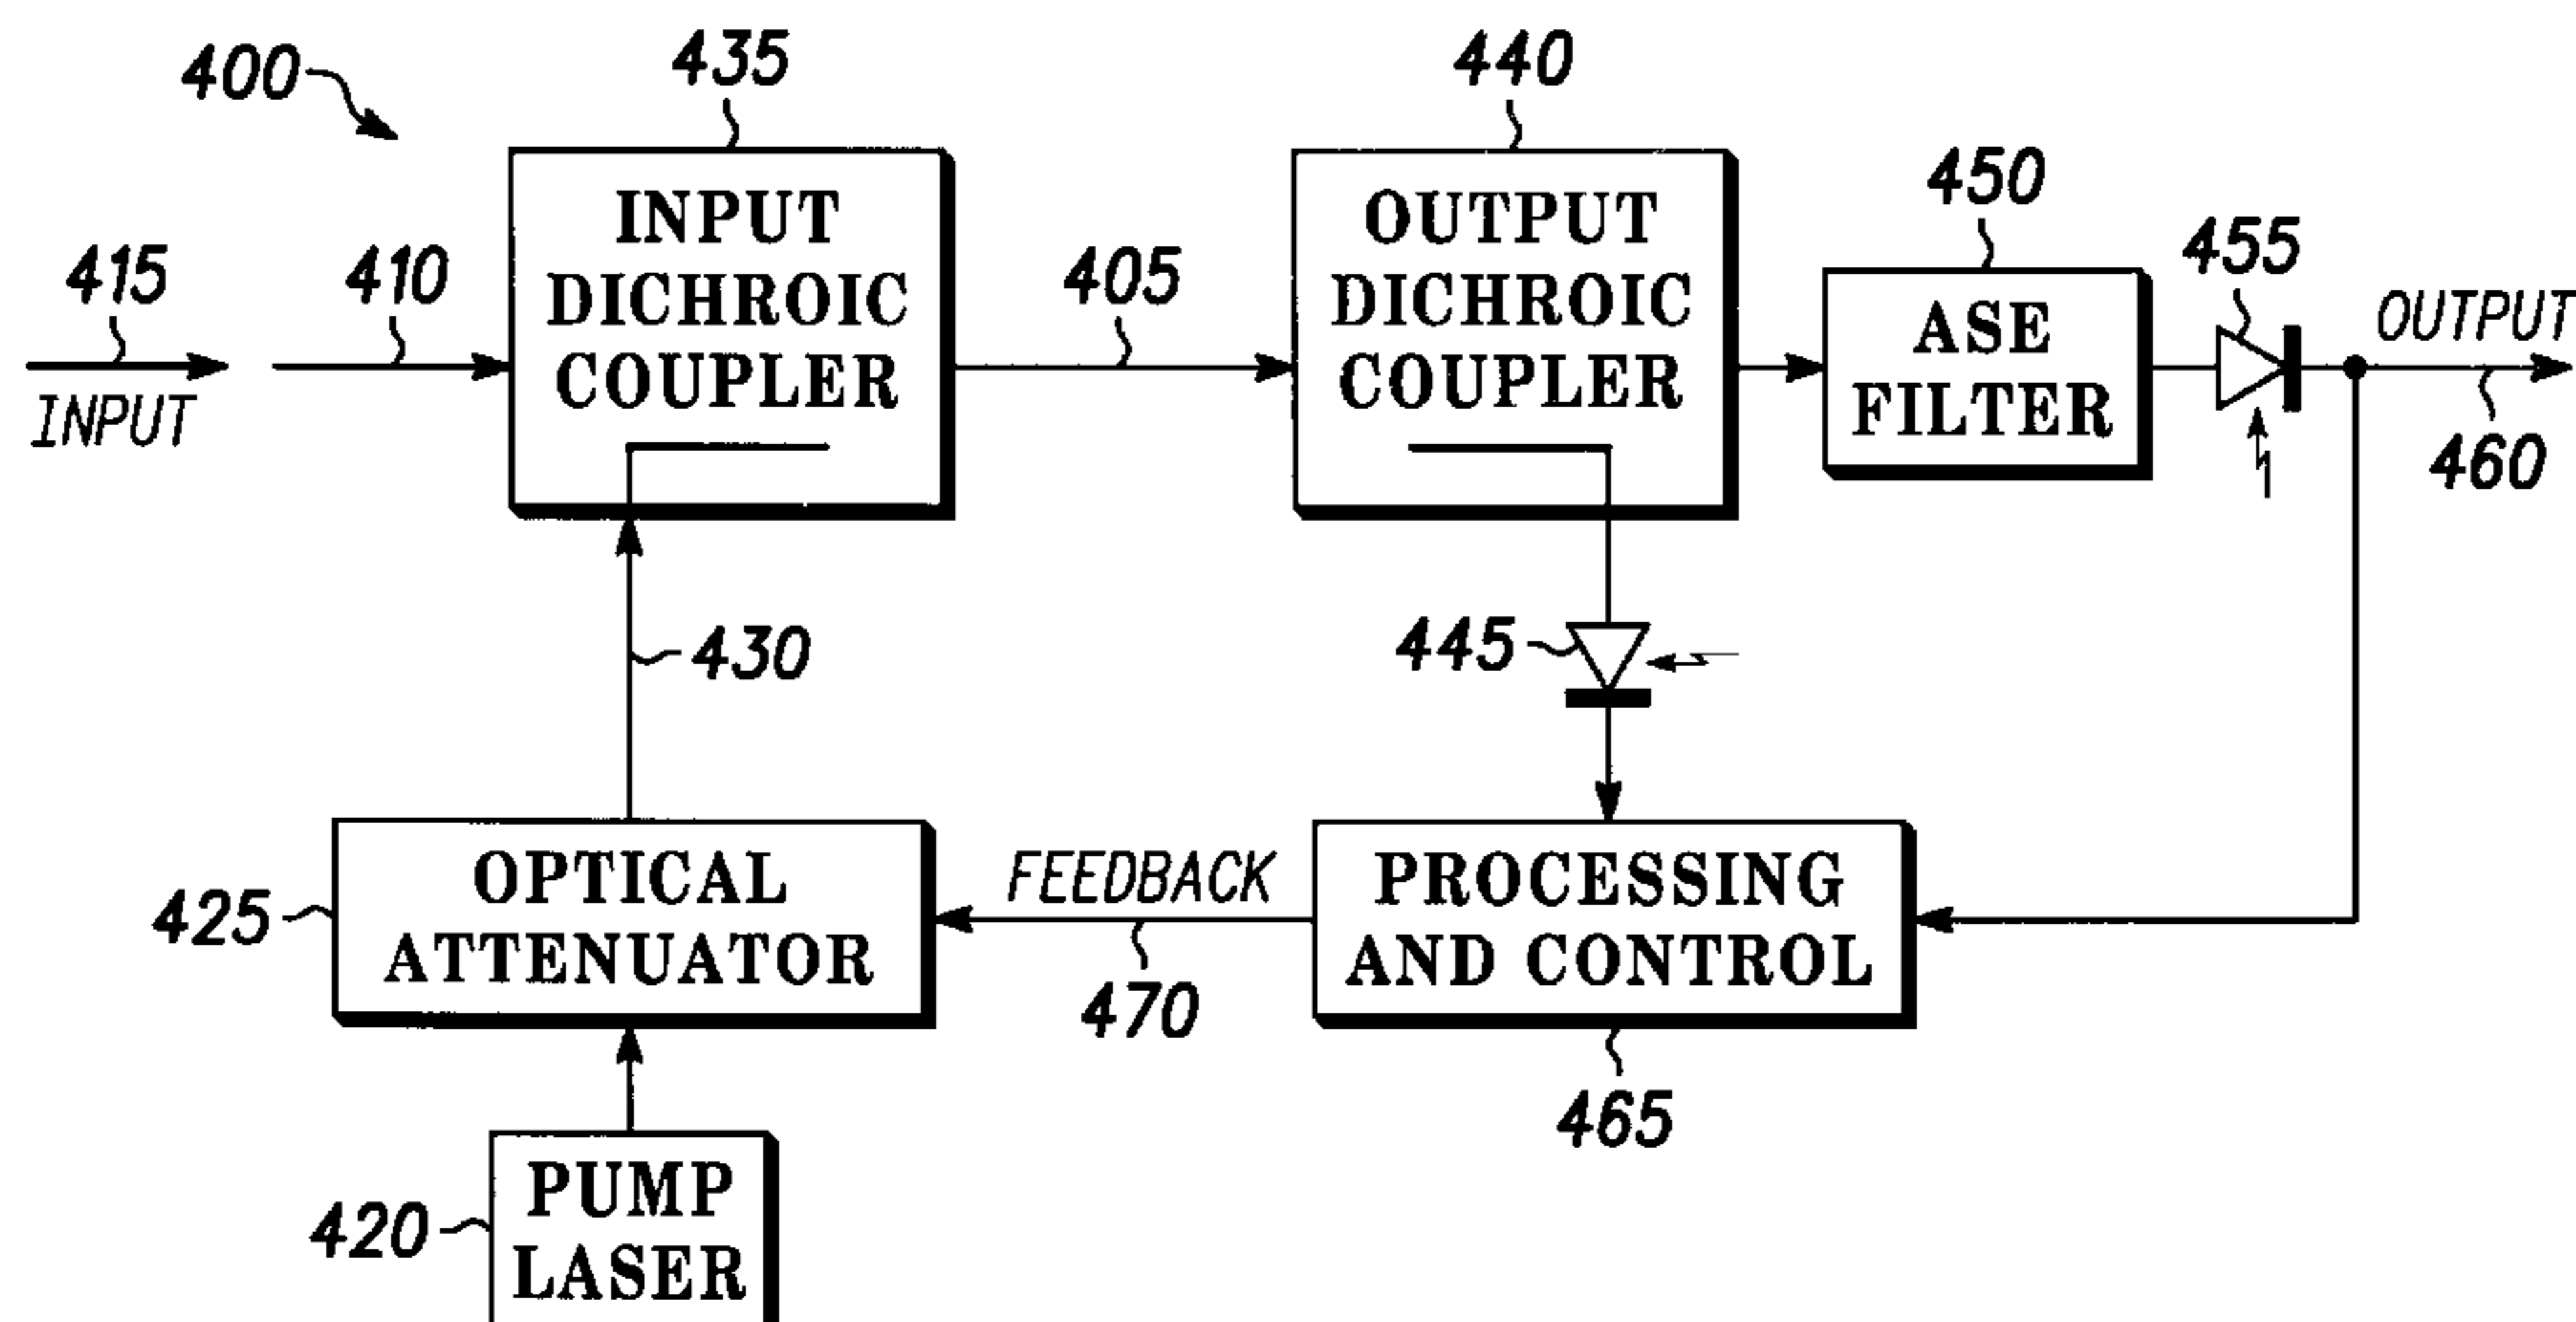 400
435
440
INPUT
DICHROIC
COUPLER
OUTPUT
DICHROIC
COUPLER
450
455
415
410
405
ASE
FILTER
OUTPUT
INPUT
460
430
445
OPTICAL
ATTENUATOR
FEEDBACK
PROCESSING
AND CONTROL
425
470
465
PUMP
LASER
420